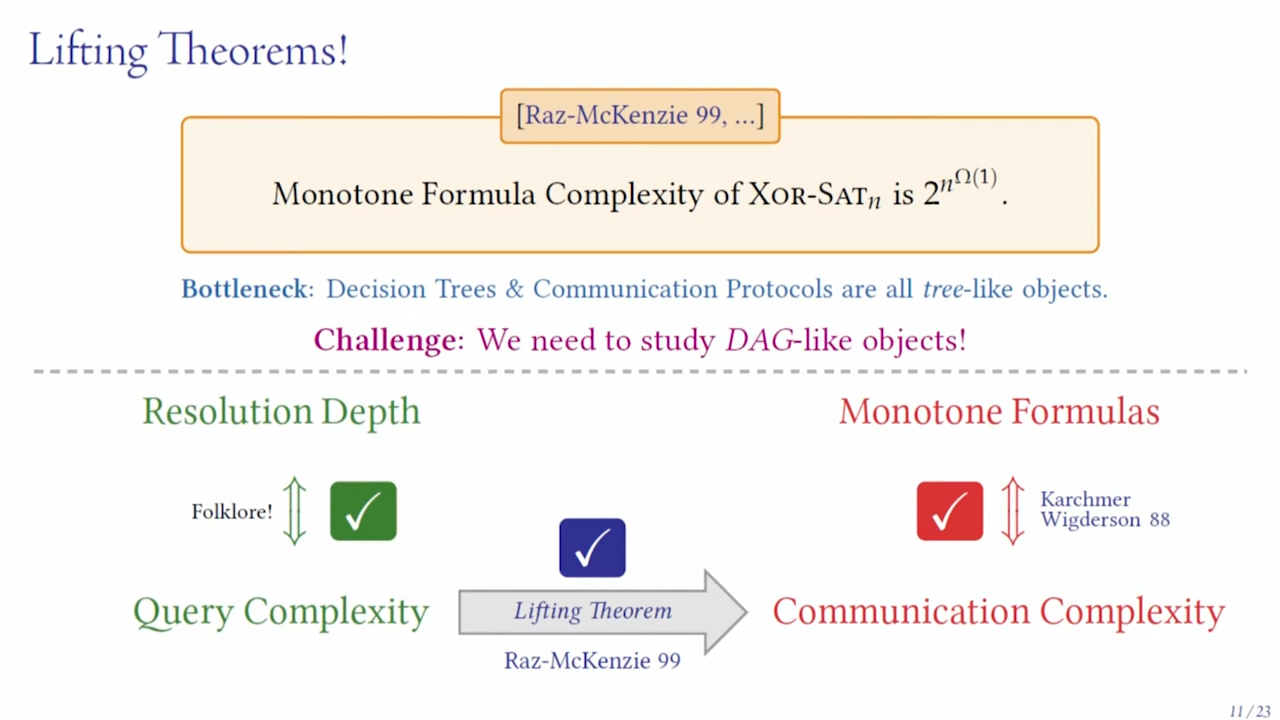 Lifting Theorems!
[Raz-McKenzie 99, ...]
Monotone Formula Complexity of XOR-SATₙ is 2^{n^{Ω(1)}}.
Bottleneck: Decision Trees & Communication Protocols are all tree-like objects.
Challenge: We need to study DAG-like objects!
Resolution Depth
Monotone Formulas
Folklore!
Karchmer
Wigderson 88
Query Complexity
Lifting Theorem
Communication Complexity
Raz-McKenzie 99
11/23